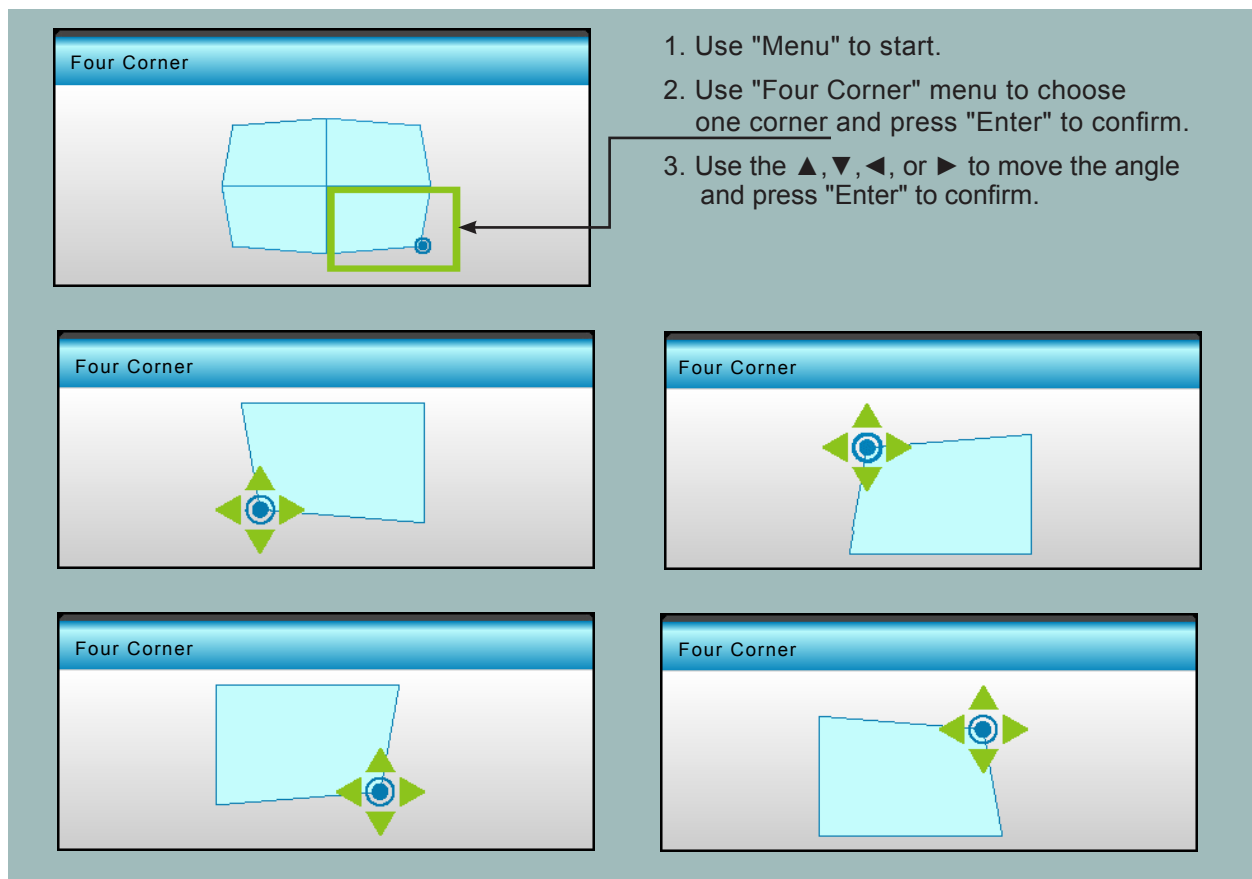 Four Corner
1. Use "Menu" to start.
2. Use "Four Corner" menu to choose
one corner and press "Enter" to confirm.
3. Use the ▲,▼,◄, or ► to move the angle
and press "Enter" to confirm.
Four Corner
Four Corner
Four Corner
Four Corner